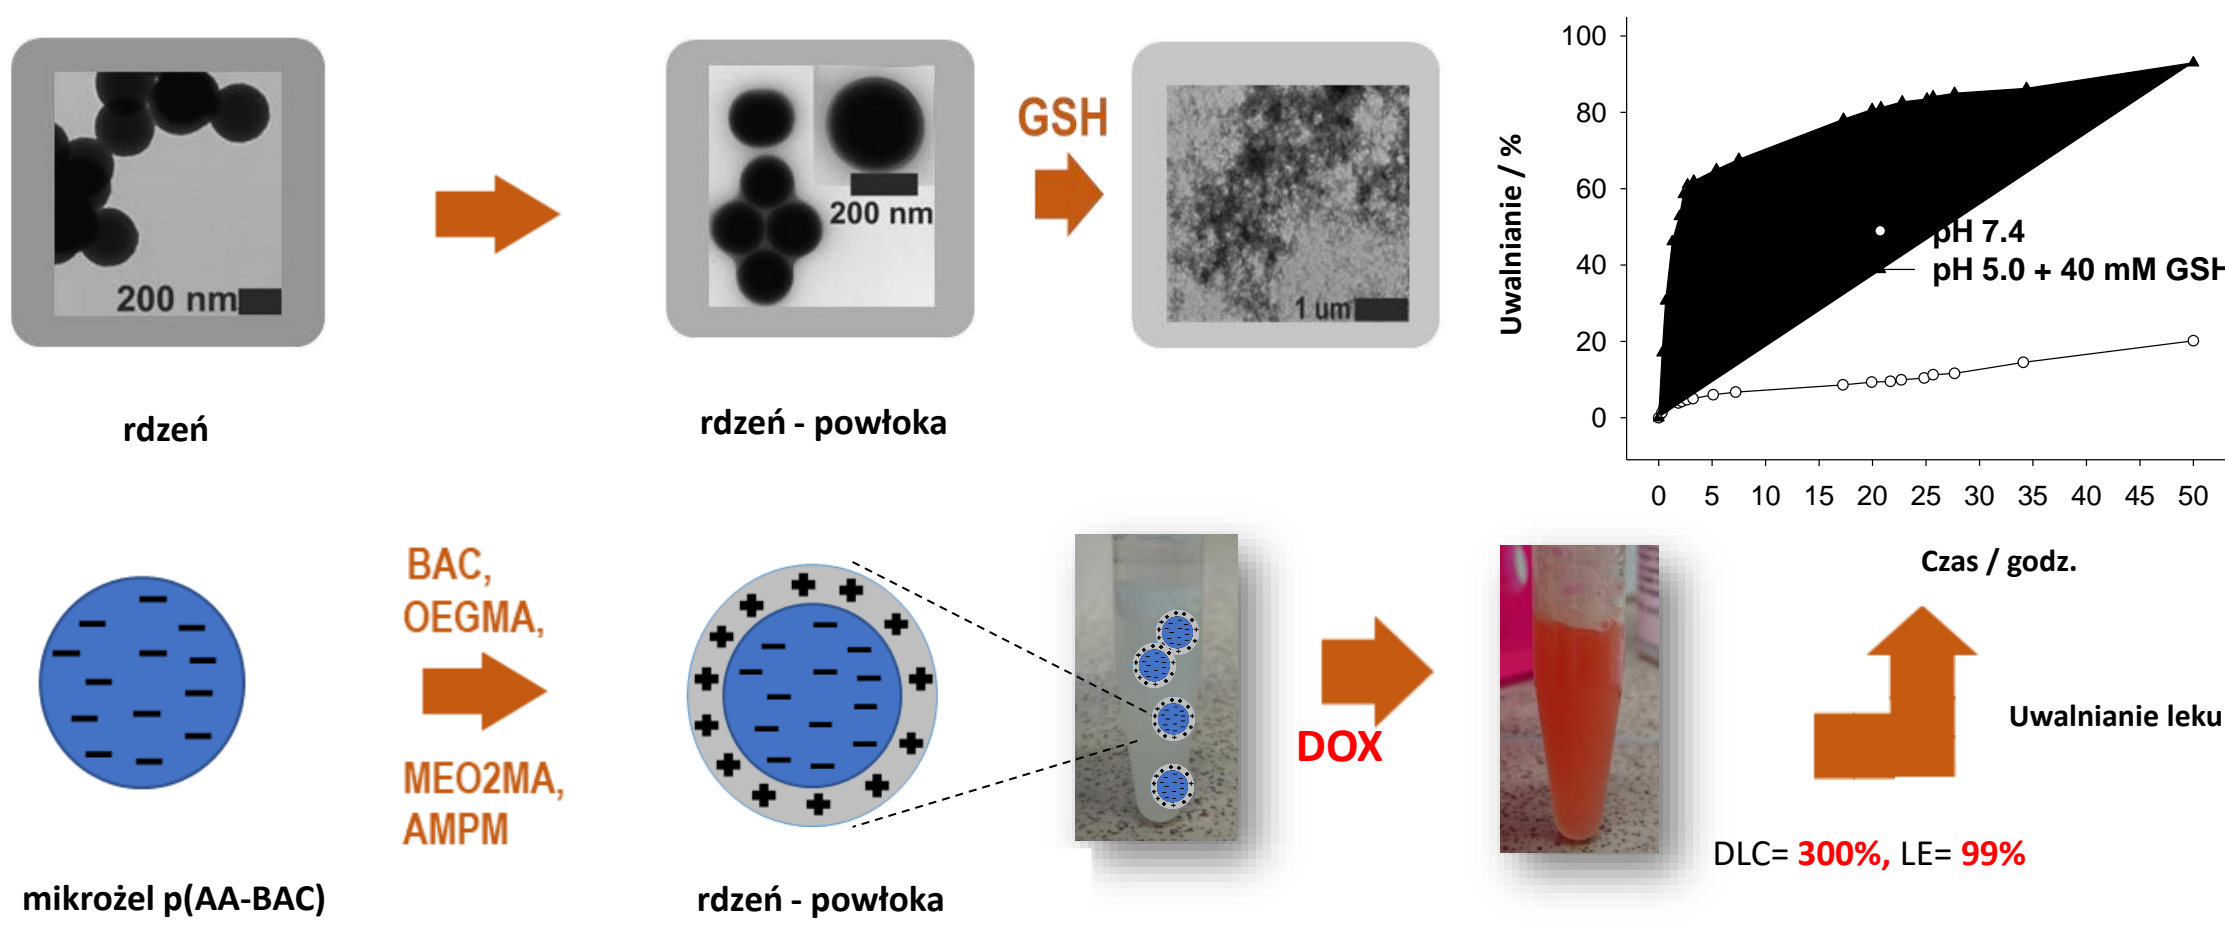 200 nm
rdzeń
200 nm
rdzeń - powłoka
GSH
1 um
Uwalnianie / %
100
80
60
40
20
0
pH 7.4
pH 5.0 + 40 mM GSH
0 5 10 15 20 25 30 35 40 45 50
Czas / godz.
BAC,
OEGMA,
MEO2MA,
AMPM
mikrożel p(AA-BAC)
rdzeń - powłoka
DOX
Uwalnianie leku
DLC= 300%, LE= 99%